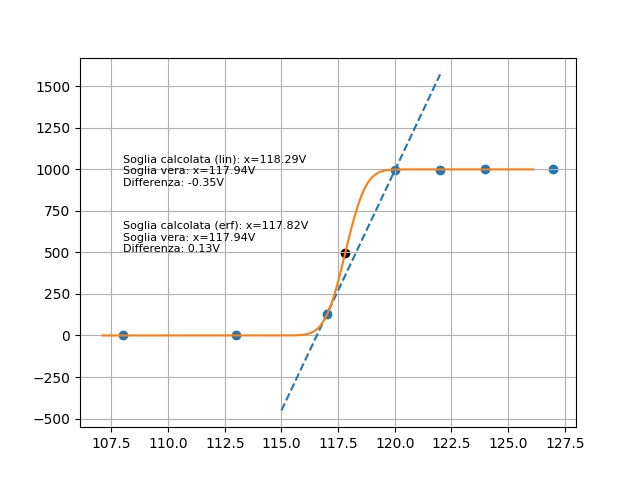 1500
1250
1000
750
500
250
0
−250
−500
Soglia calcolata (lin): x=118.29V
Soglia vera: x=117.94V
Differenza: -0.35V
Soglia calcolata (erf): x=117.82V
Soglia vera: x=117.94V
Differenza: 0.13V
107.5 110.0 112.5 115.0 117.5 120.0 122.5 125.0 127.5